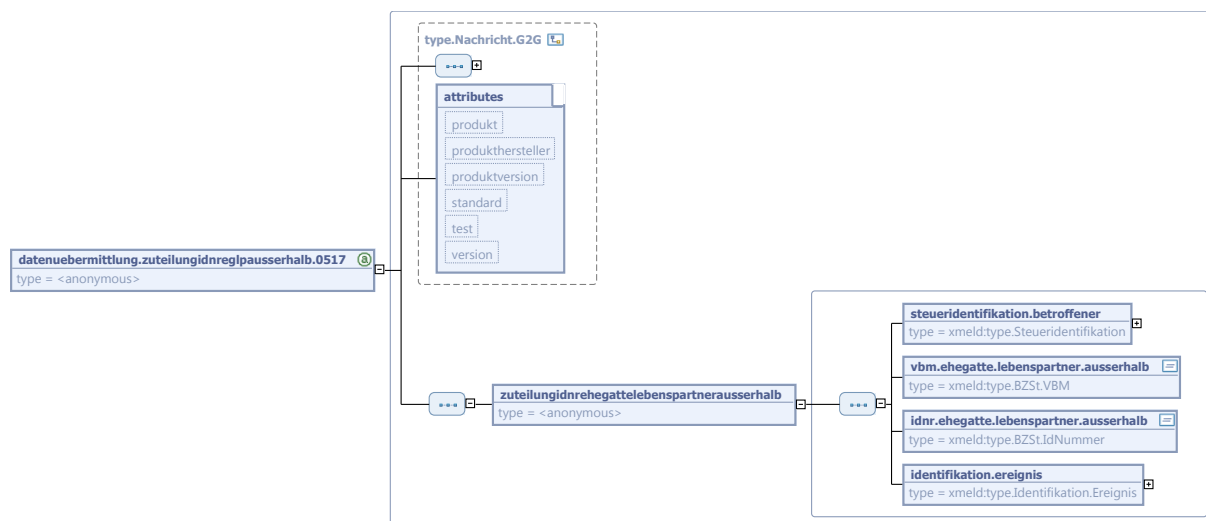 type.Nachricht.G2G
attributes
produkt
produkthersteller
produktversion
standard
test
version
datenuebermittlung.zuteilungidnreglpausserhalb.0517
type = <anonymous>
zuteilungidnrehegattelebenspartnerausserhalb
type = <anonymous>
steueridentifikation.betroffener
type = xmeld:type.Steueridentifikation
vbm.ehegatte.lebenspartner.ausserhalb
type = xmeld:type.BZSt.VBM
idnr.ehegatte.lebenspartner.ausserhalb
type = xmeld:type.BZSt.IdNummer
identifikation.ereignis
type = xmeld:type.Identifikation.Ereignis